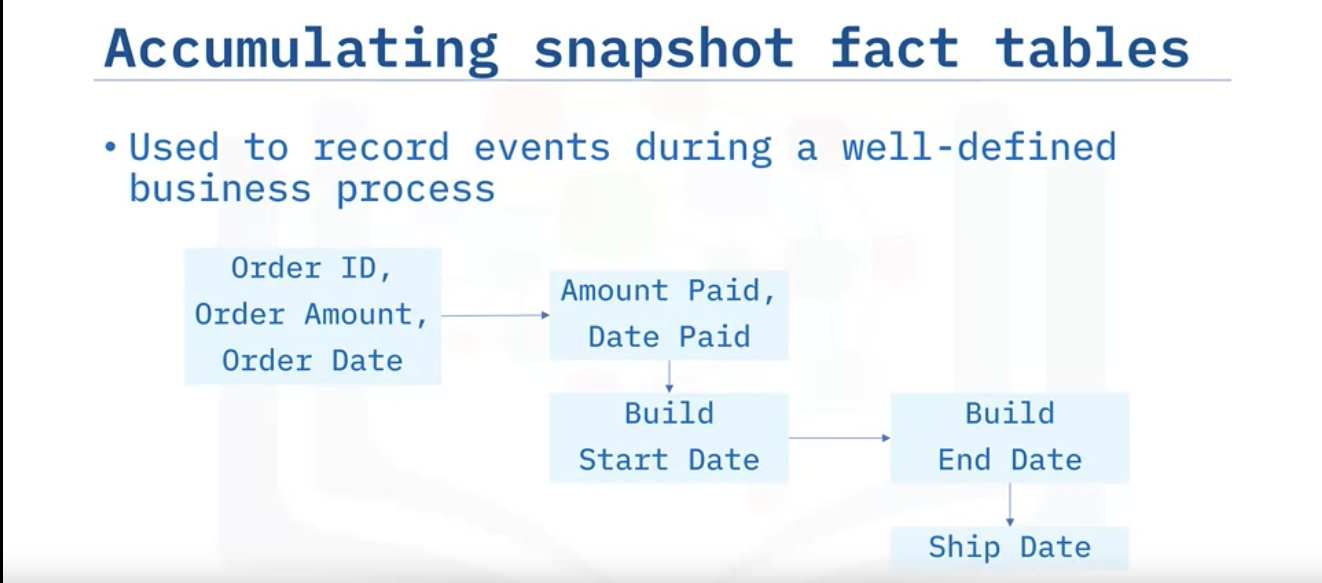 Accumulating snapshot fact tables
• Used to record events during a well-defined
business process
Order ID,
Order Amount,
Order Date
Amount Paid,
Date Paid
Build
Start Date
Build
End Date
Ship Date